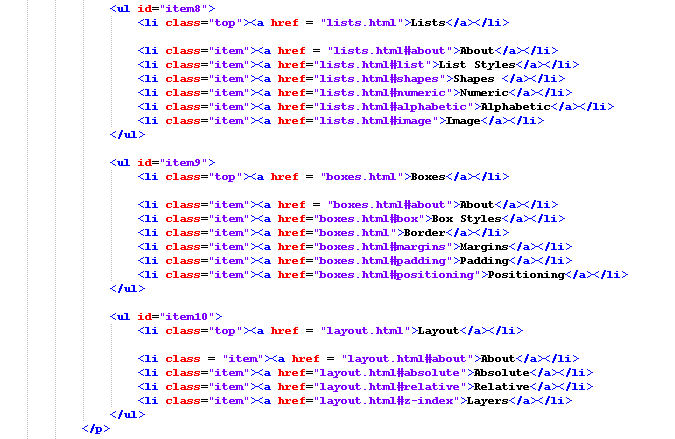 <ul id="item8">
<li class="top"><a href = "lists.html">Lists</a></li>
<li class="item"><a href = "lists.html#about">About</a></li>
<li class="item"><a href="lists.html#list">List Styles</a></li>
<li class="item"><a href="lists.html#shapes">Shapes </a></li>
<li class="item"><a href="lists.html#numeric">Numeric</a></li>
<li class="item"><a href="lists.html#alphabetic">Alphabetic</a></li>
<li class="item"><a href="lists.html#image">Image</a></li>
</ul>
<ul id="item9">
<li class="top"><a href = "boxes.html">Boxes</a></li>
<li class="item"><a href = "boxes.html#about">About</a></li>
<li class="item"><a href="boxes.html#box">Box Styles</a></li>
<li class="item"><a href="boxes.html">Border</a></li>
<li class="item"><a href="boxes.html#margins">Margins</a></li>
<li class="item"><a href="boxes.html#padding">Padding</a></li>
<li class="item"><a href="boxes.html#positioning">Positioning</a></li>
</ul>
<ul id="item10">
<li class="top"><a href = "layout.html">Layout</a></li>
<li class = "item"><a href = "layout.html#about">About</a></li>
<li class="item"><a href="layout.html#absolute">Absolute</a></li>
<li class="item"><a href="layout.html#relative">Relative</a></li>
<li class="item"><a href="layout.html#z-index">Layers</a></li>
</ul>
</p>